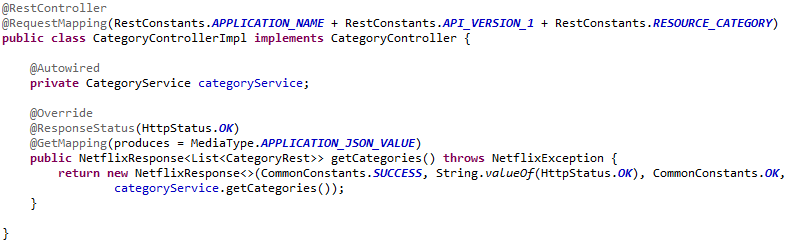 @RestController
@RequestMapping(RestConstants.APPLICATION_NAME + RestConstants.API_VERSION_1 + RestConstants.RESOURCE_CATEGORY)
public class CategoryControllerImpl implements CategoryController {
@Autowired
private CategoryService categoryService;
@Override
@ResponseStatus(HttpStatus.OK)
@GetMapping(produces = MediaType.APPLICATION_JSON_VALUE)
public NetflixResponse<List<CategoryRest>> getCategories() throws NetflixException {
return new NetflixResponse<>(CommonConstants.SUCCESS, String.valueOf(HttpStatus.OK), CommonConstants.OK,
categoryService.getCategories());
}
}